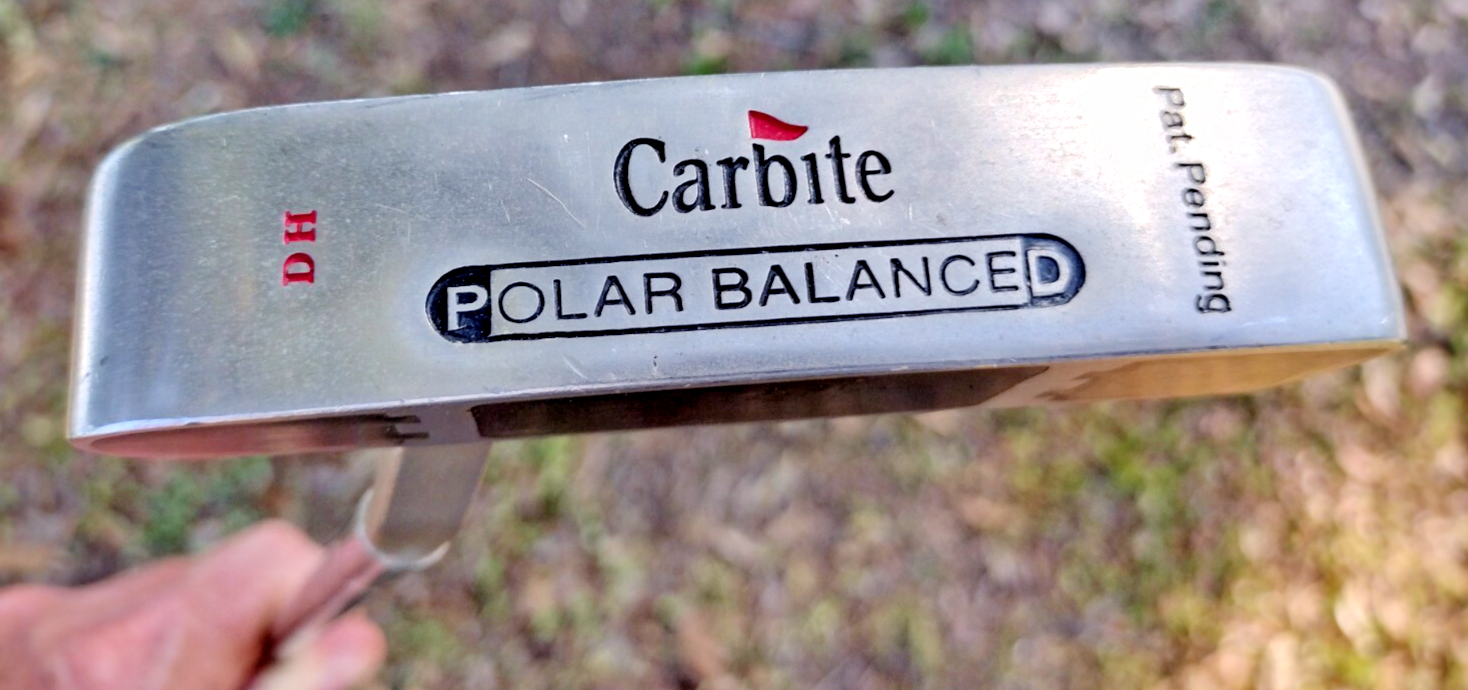 Carbite
POLAR BALANCED
DH
Pat. Pending